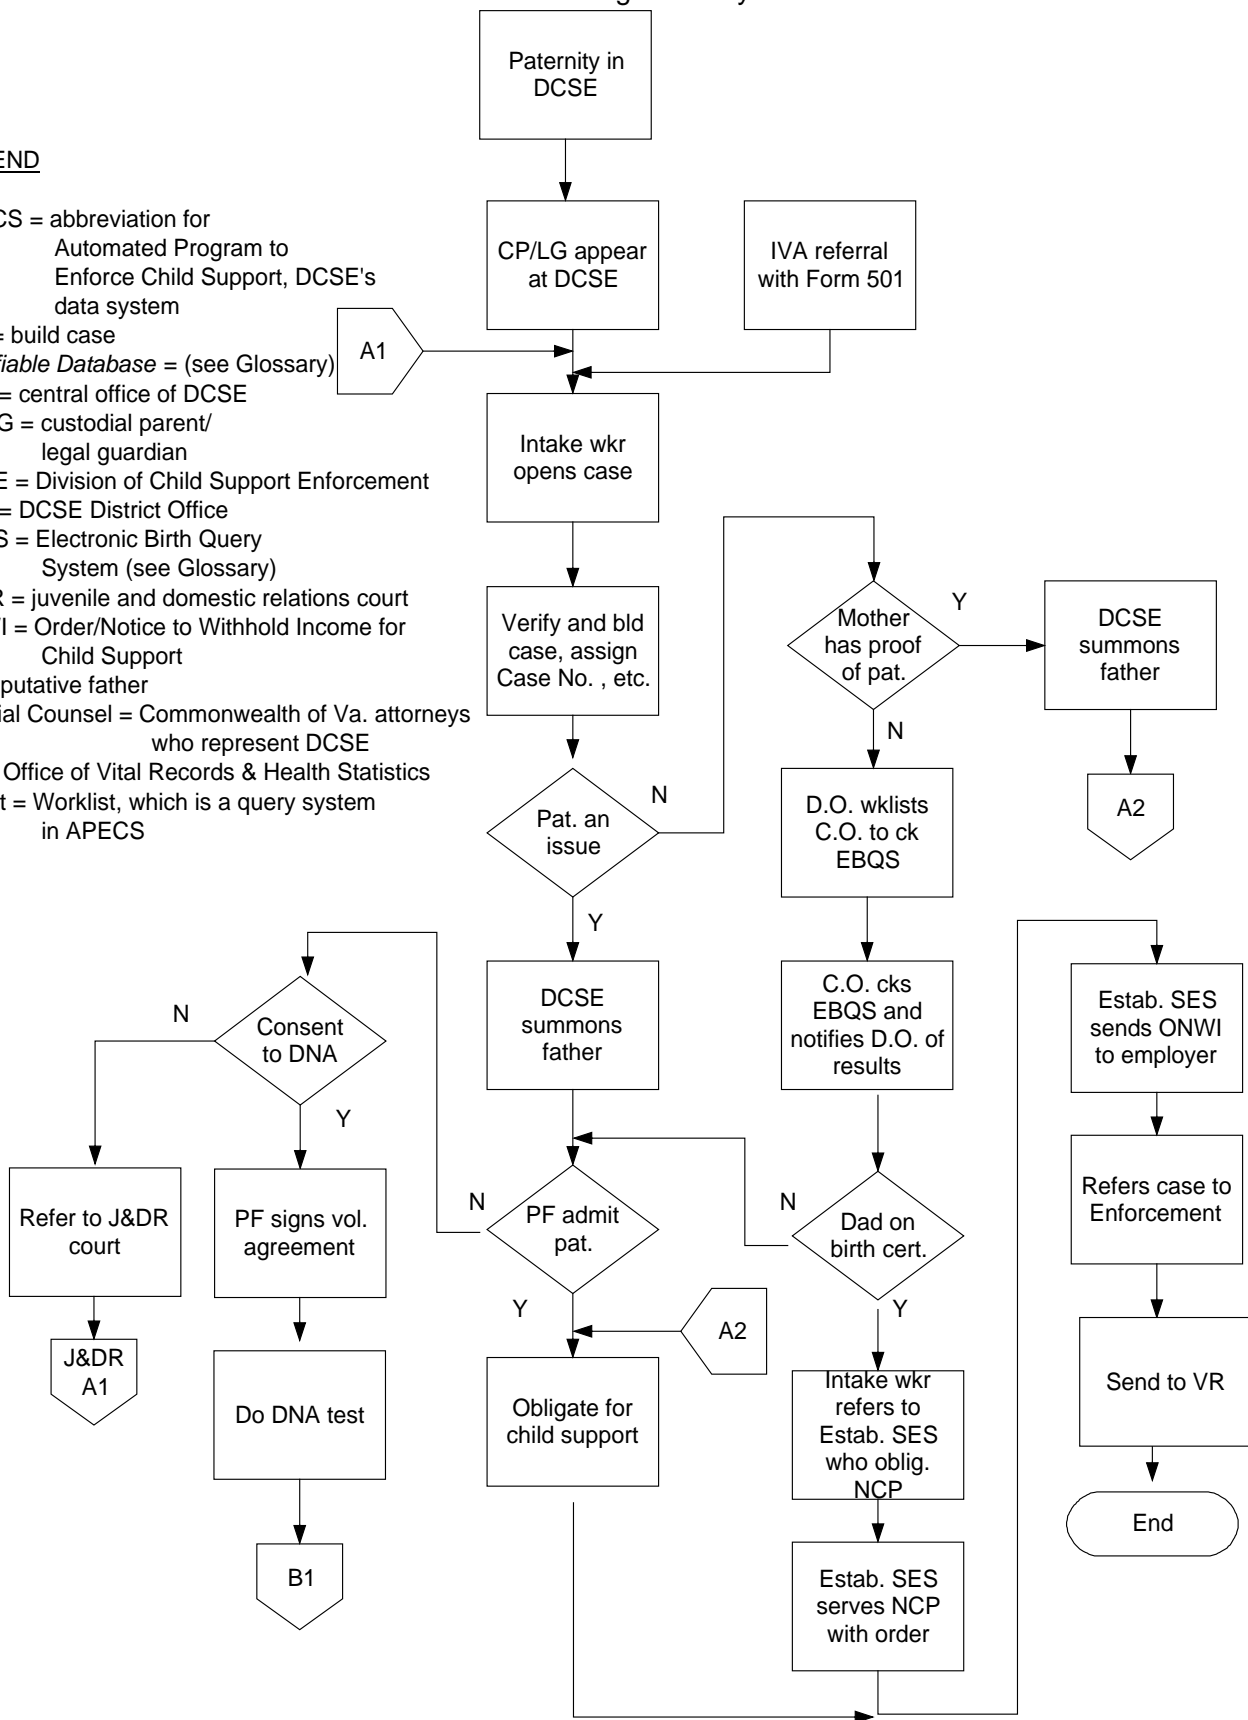 Paternity in
DCSE
END
CS = abbreviation for
Automated Program to
Enforce Child Support, DCSE's
data system
= build case
fiable Database = (see Glossary)
= central office of DCSE
G = custodial parent/
legal guardian
E = Division of Child Support Enforcement
= DCSE District Office
S = Electronic Birth Query
System (see Glossary)
R = juvenile and domestic relations court
I = Order/Notice to Withhold Income for
Child Support
putative father
ial Counsel = Commonwealth of Va. attorneys
who represent DCSE
Office of Vital Records & Health Statistics
t = Worklist, which is a query system
in APECS
CP/LG appear
at DCSE
IVA referral
with Form 501
A1
Intake wkr
opens case
Verify and bld
case, assign
Case No. , etc.
Pat. an
issue
N
Y
Mother
has proof
of pat.
Y
N
DCSE
summons
father
A2
D.O. wklists
C.O. to ck
EBQS
C.O. cks
EBQS and
notifies D.O. of
results
DCSE
summons
father
Consent
to DNA
N
Y
Refer to J&DR
court
J&DR
A1
PF signs vol.
agreement
Do DNA test
B1
PF admit
pat.
N
Y
A2
Obligate for
child support
Dad on
birth cert.
N
Y
Intake wkr
refers to
Estab. SES
who oblig.
NCP
Estab. SES
serves NCP
with order
Estab. SES
sends ONWI
to employer
Refers case to
Enforcement
Send to VR
End